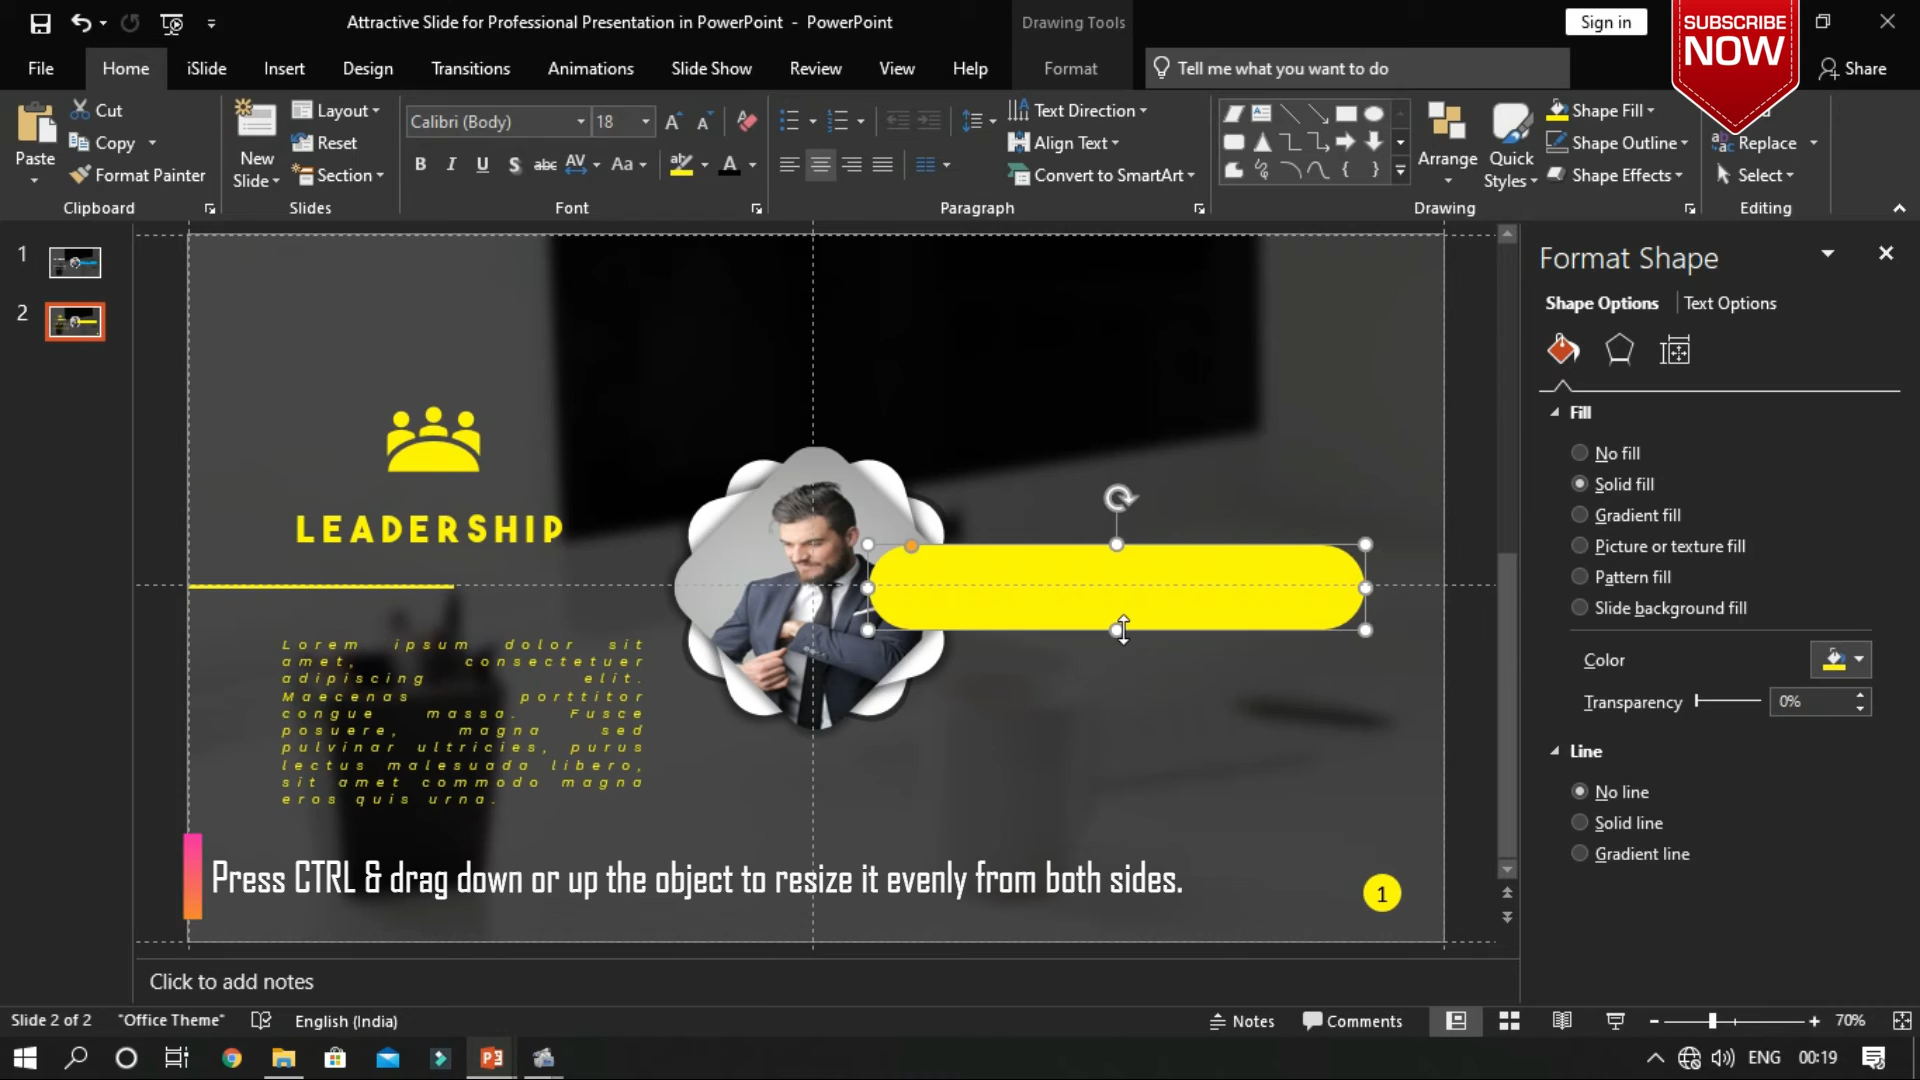 Attractive Slide for Professional Presentation in PowerPoint - PowerPoint
Drawing Tools
Sign in
SUBSCRIBE
NOW
File
Home
iSlide
Insert
Design
Transitions
Animations
Slide Show
Review
View
Help
Format
Tell me what you want to do
Share
Paste
Cut
Copy
Format Painter
Clipboard
New
Slide
Layout
Reset
Section
Slides
Calibri (Body)
18
B I U S abc AV Aa A
Font
Text Direction
Align Text
Convert to SmartArt
Paragraph
Arrange
Quick
Styles
Shape Fill
Shape Outline
Shape Effects
Drawing
Replace
Select
Editing
1
2
LEADERSHIP
Lorem ipsum dolor sit
amet, consectetuer
adipiscing elit.
Maecenas porttitor
congue massa. Fusce
posuere, magna sed
pulvinar ultricies, purus
lectus malesuada libero,
sit amet commodo magna
eros quis urna.
Press CTRL & drag down or up the object to resize it evenly from both sides.
1
Format Shape
Shape Options
Text Options
Fill
No fill
Solid fill
Gradient fill
Picture or texture fill
Pattern fill
Slide background fill
Color
Transparency
0%
Line
No line
Solid line
Gradient line
Click to add notes
Slide 2 of 2
"Office Theme"
English (India)
Notes
Comments
70%
ENG
00:19